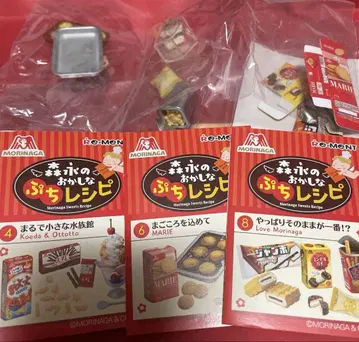 MORINAGA
Re-MENT
森永の
おかしな
ぷちレシピ
Morinaga Sweets Recipe
4 まるで小さな水族館
Koeda & Ottotto
MORINAGA
Re-MENT
森永の
おかしな
ぷちレシピ
Morinaga Sweets Recipe
6 まごころを込めて
MARIE
MARIE
MORINAGA
森永の
おかしな
ぷちレシピ
Morinaga Sweets Recipe
8 やっぱりそのままが一番!?
Love Morinaga
MARIE
©MORINAGA
©MORINAGA &